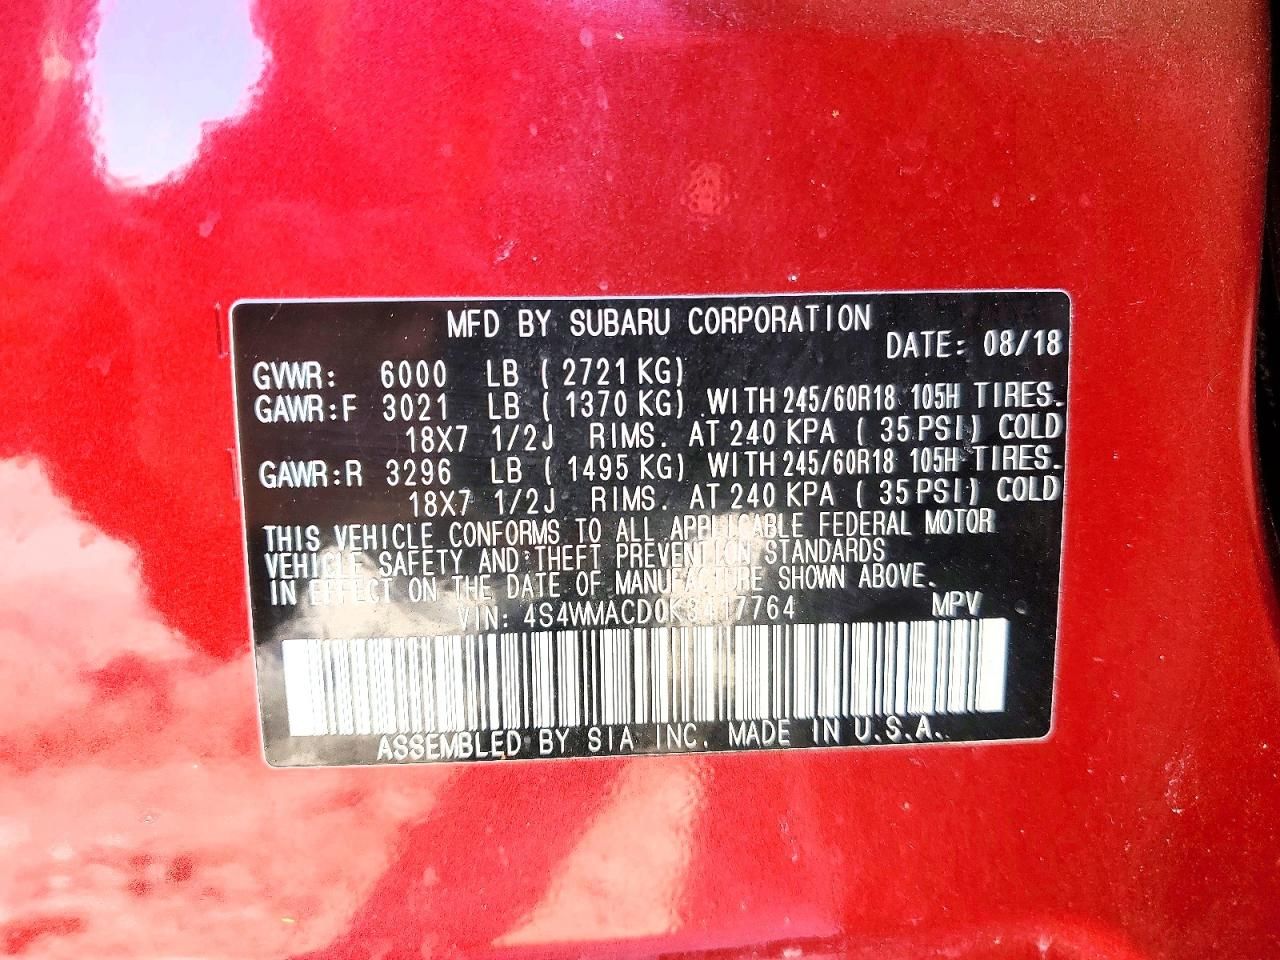 MFD BY SUBARU CORPORATION
DATE: 08/18
GVWR: 6000 LB ( 2721 KG)
GAWR:F 3021 LB ( 1370 KG) WITH 245/60R18 105H TIRES.
18X7 1/2J RIMS. AT 240 KPA ( 35 PSI) COLD
GAWR:R 3296 LB ( 1495 KG) WITH 245/60R18 105H TIRES.
18X7 1/2J RIMS. AT 240 KPA ( 35 PSI) COLD
THIS VEHICLE CONFORMS TO ALL APPLICABLE FEDERAL MOTOR
VEHICLE SAFETY AND THEFT PREVENTION STANDARDS
IN EFFECT ON THE DATE OF MANUFACTURE SHOWN ABOVE.
VIN: 4S4WMACD0K3417764 MPV
ASSEMBLED BY SIA INC. MADE IN U.S.A.